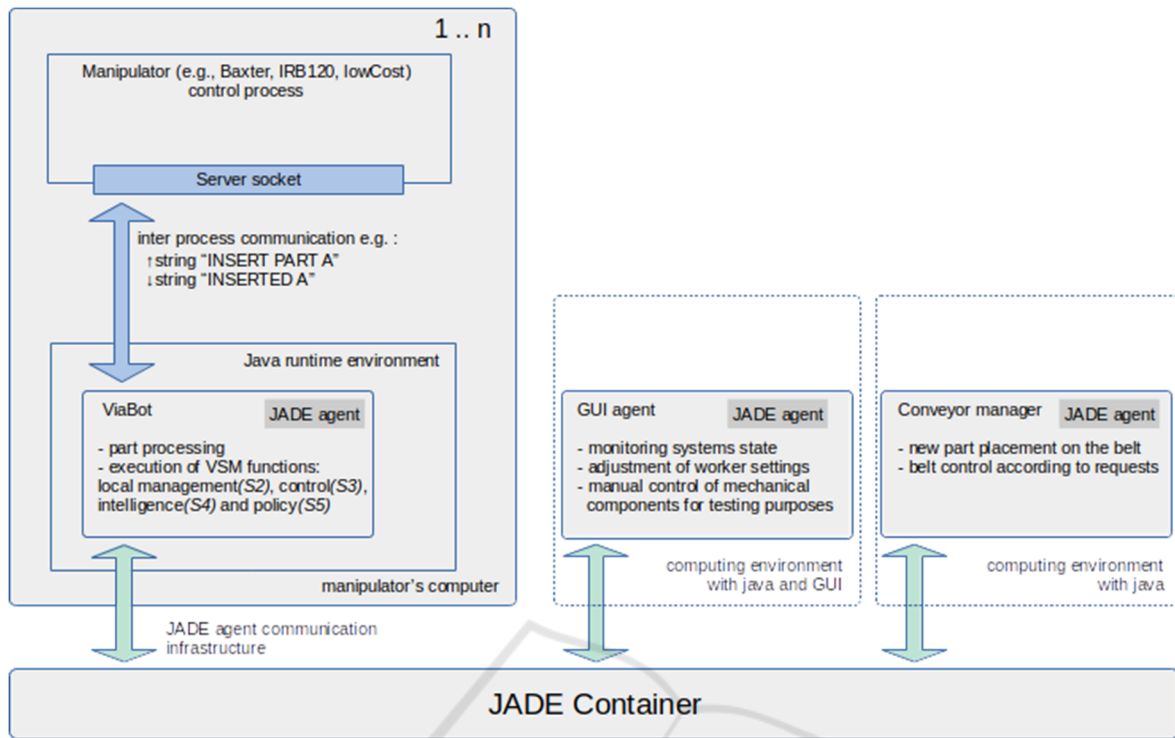 1 .. n
Manipulator (e.g., Baxter, IRB120, lowCost)
control process
Server socket
inter process communication e.g. :
↑string “INSERT PART A”
↓string “INSERTED A”
Java runtime environment
ViaBot
JADE agent
- part processing
- execution of VSM functions:
local management(S2), control(S3),
intelligence(S4) and policy(S5)
manipulator’s computer
GUI agent
JADE agent
- monitoring systems state
- adjustment of worker settings
- manual control of mechanical
components for testing purposes
computing environment
with java and GUI
Conveyor manager
JADE agent
- new part placement on the belt
- belt control according to requests
computing environment
with java
JADE agent communication
infrastructure
JADE Container